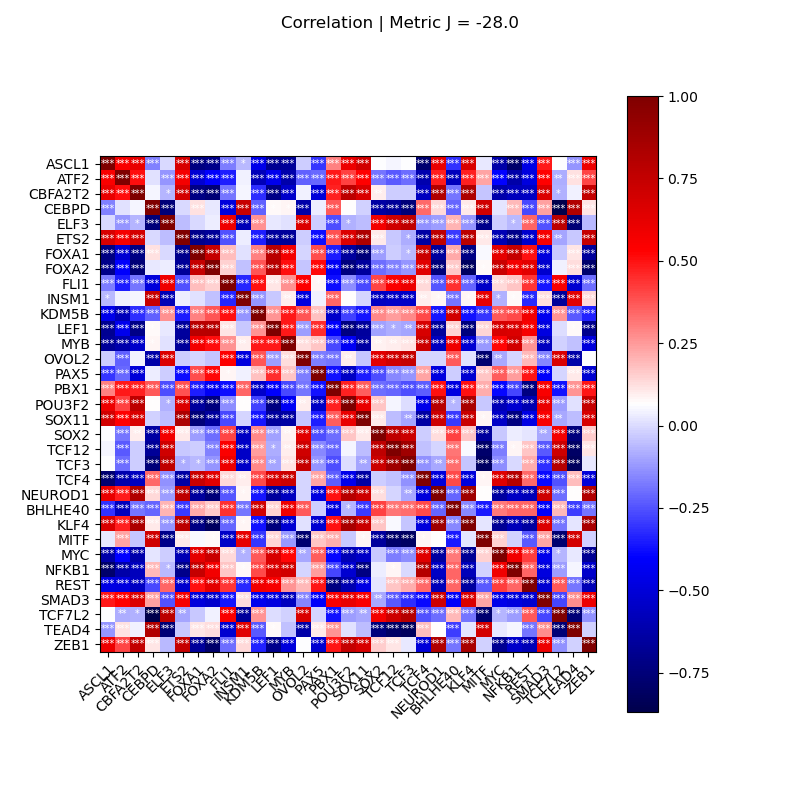 Correlation | Metric J = -28.0
ASCL1
ATF2
CBFA2T2
CEBPD
ELF3
ETS2
FOXA1
FOXA2
FLI1
INSM1
KDM5B
LEF1
MYB
OVOL2
PAX5
PBX1
POU3F2
SOX11
SOX2
TCF12
TCF3
TCF4
NEUROD1
BHLHE40
KLF4
MITF
MYC
NFKB1
REST
SMAD3
TCF7L2
TEAD4
ZEB1
ASCL1
ATF2
CBFA2T2
CEBPD
ELF3
ETS2
FOXA1
FOXA2
FLI1
INSM1
KDM5B
LEF1
MYB
OVOL2
PAX5
PBX1
POU3F2
SOX11
SOX2
TCF12
TCF3
TCF4
NEUROD1
BHLHE40
KLF4
MITF
MYC
NFKB1
REST
SMAD3
TCF7L2
TEAD4
ZEB1
1.00
0.75
0.50
0.25
0.00
−0.25
−0.50
−0.75